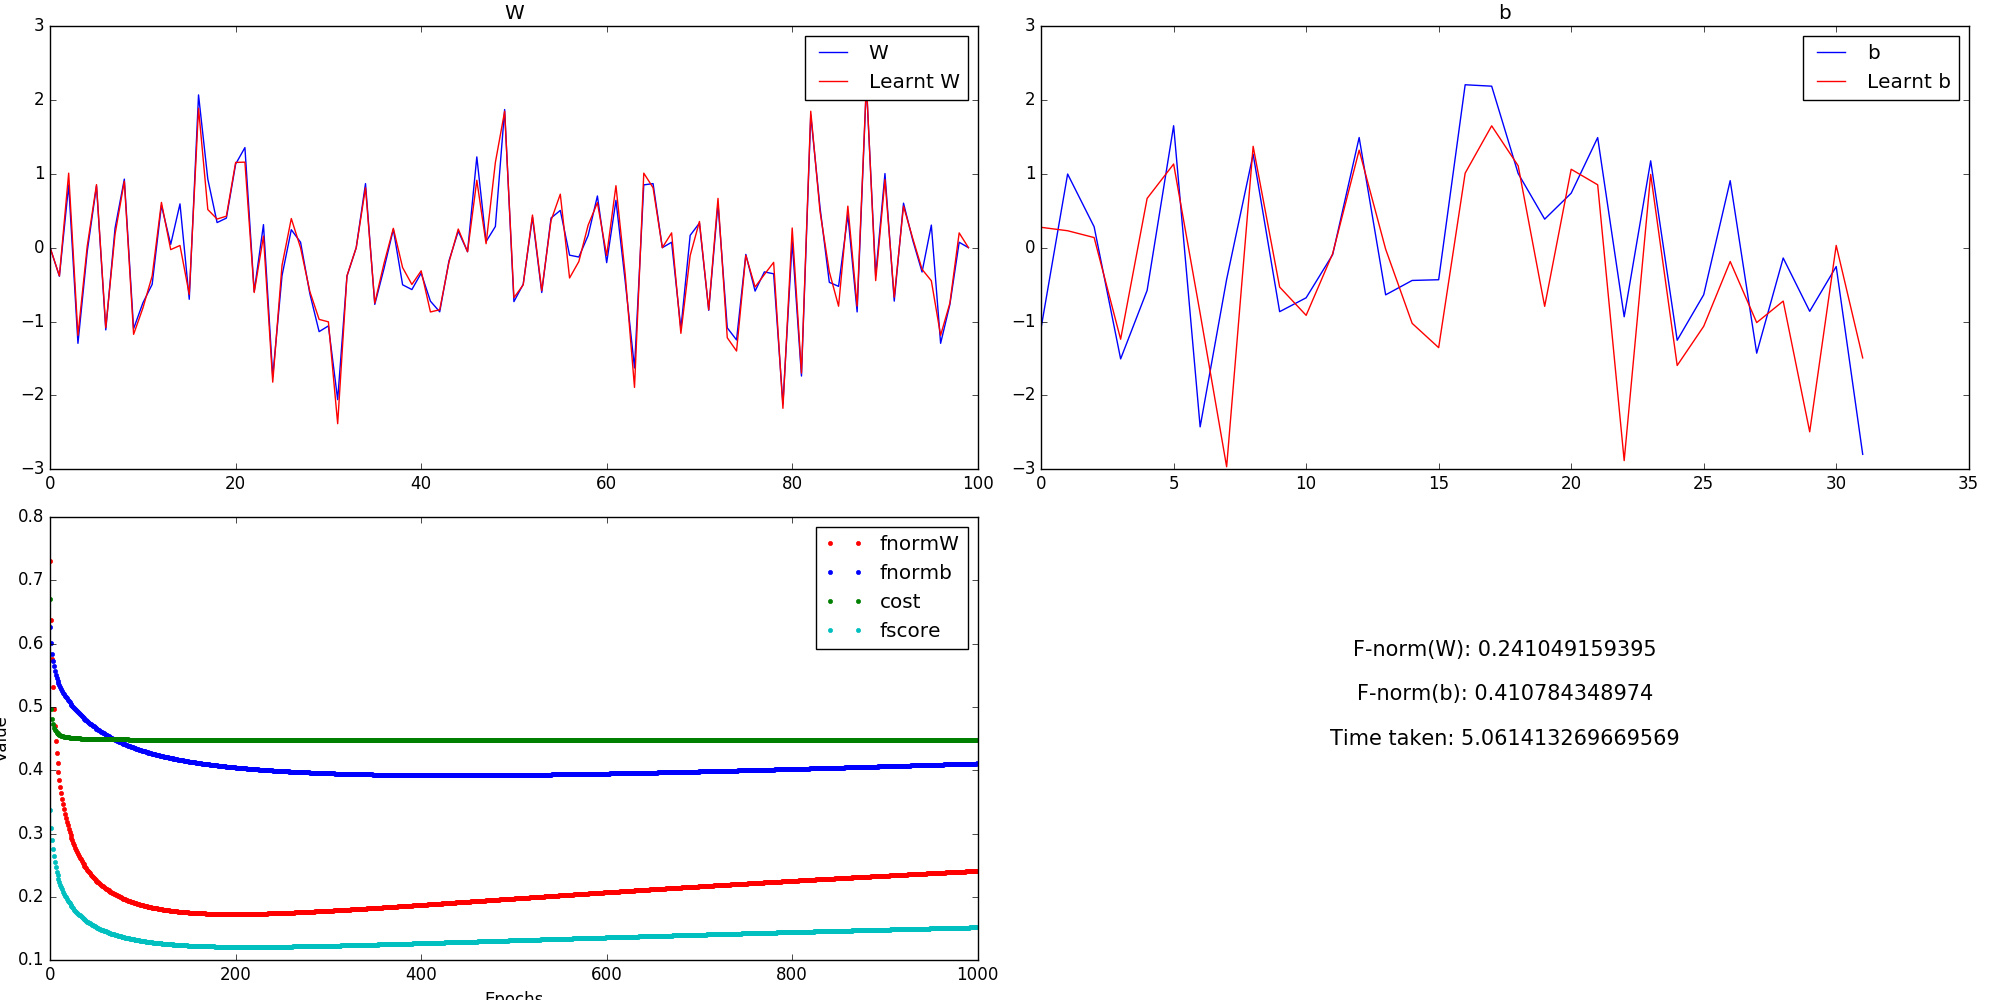 W
3
2
1
0
−1
−2
−3
0 20 40 60 80 100
W
Learnt W
b
3
2
1
0
−1
−2
−3
0 5 10 15 20 25 30 35
b
Learnt b
0.8
0.7
0.6
0.5
0.4
0.3
0.2
0.1
0 200 400 600 800 1000
Epochs
fnormW
fnormb
cost
fscore
F-norm(W): 0.241049159395
F-norm(b): 0.410784348974
Time taken: 5.061413269669569